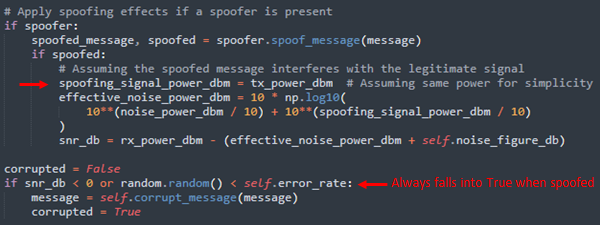 # Apply spoofing effects if a spoofer is present
if spoofer:
    spoofed_message, spoofed = spoofer.spoof_message(message)
    if spoofed:
        # Assuming the spoofed message interferes with the legitimate signal
        spoofing_signal_power_dbm = tx_power_dbm  # Assuming same power for simplicity
        effective_noise_power_dbm = 10 * np.log10(
            10**(noise_power_dbm / 10) + 10**(spoofing_signal_power_dbm / 10)
        )
        snr_db = rx_power_dbm - (effective_noise_power_dbm + self.noise_figure_db)
corrupted = False
if snr_db < 0 or random.random() < self.error_rate: Always falls into True when spoofed
    message = self.corrupt_message(message)
    corrupted = True